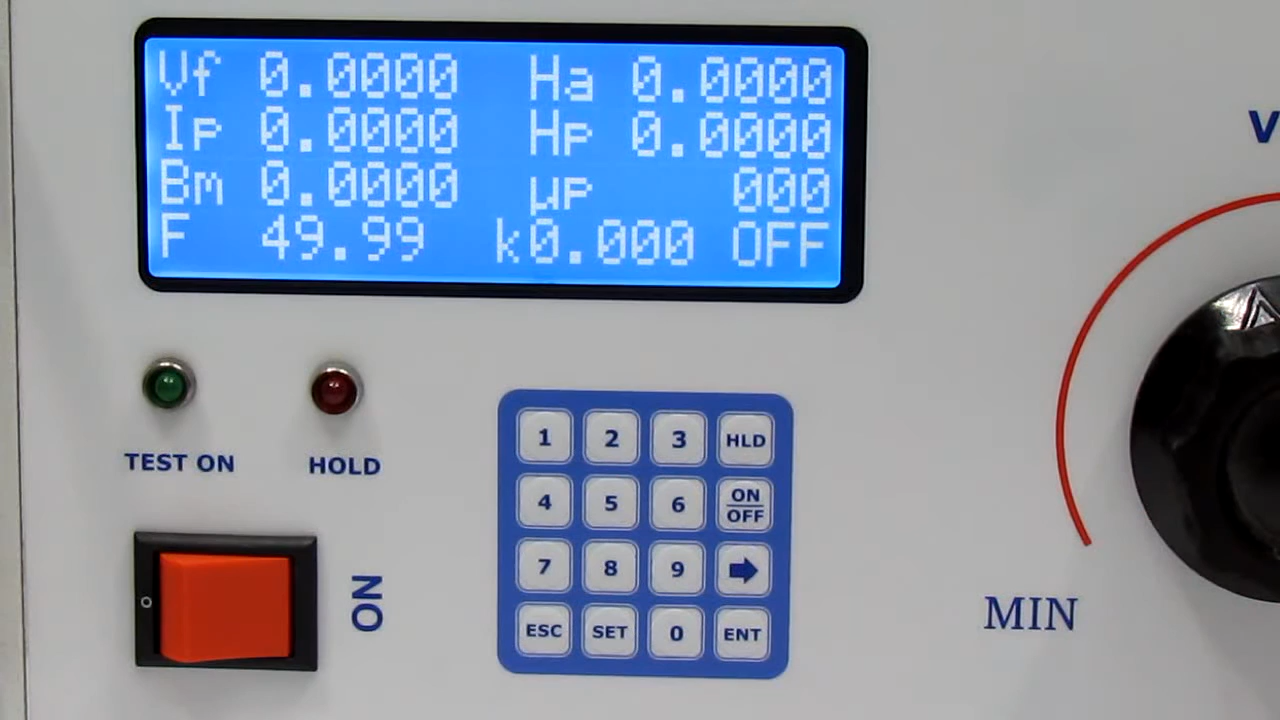 Vf 0.0000 Ha 0.0000
Ip 0.0000 Hp 0.0000
Bm 0.0000 µp 000
F 49.99 k0.000 OFF
V
TEST ON
HOLD
1 2 3 HLD
4 5 6 ON/OFF
7 8 9
ESC SET 0 ENT
ON
MIN